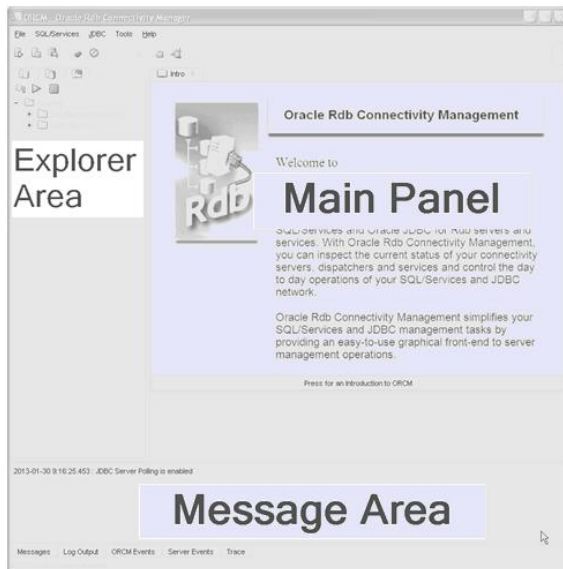 ORCM - Oracle Rdb Connectivity Manager
File SQL/Services JDBC Tools Help
Intro
Explorer
Area
Oracle Rdb Connectivity Management
Rdb
Welcome to
Main Panel
SQL/Services and Oracle JDBC for Rdb servers and
services. With Oracle Rdb Connectivity Management,
you can inspect the current status of your connectivity
servers, dispatchers and services and control the day
to day operations of your SQL/Services and JDBC
network.
Oracle Rdb Connectivity Management simplifies your
SQL/Services and JDBC management tasks by
providing an easy-to-use graphical front-end to server
management operations.
Press for an Introduction to ORCM
2013-01-30 9:16:25.453 : JDBC Server Polling is enabled
Message Area
Messages Log Output ORCM Events Server Events Trace